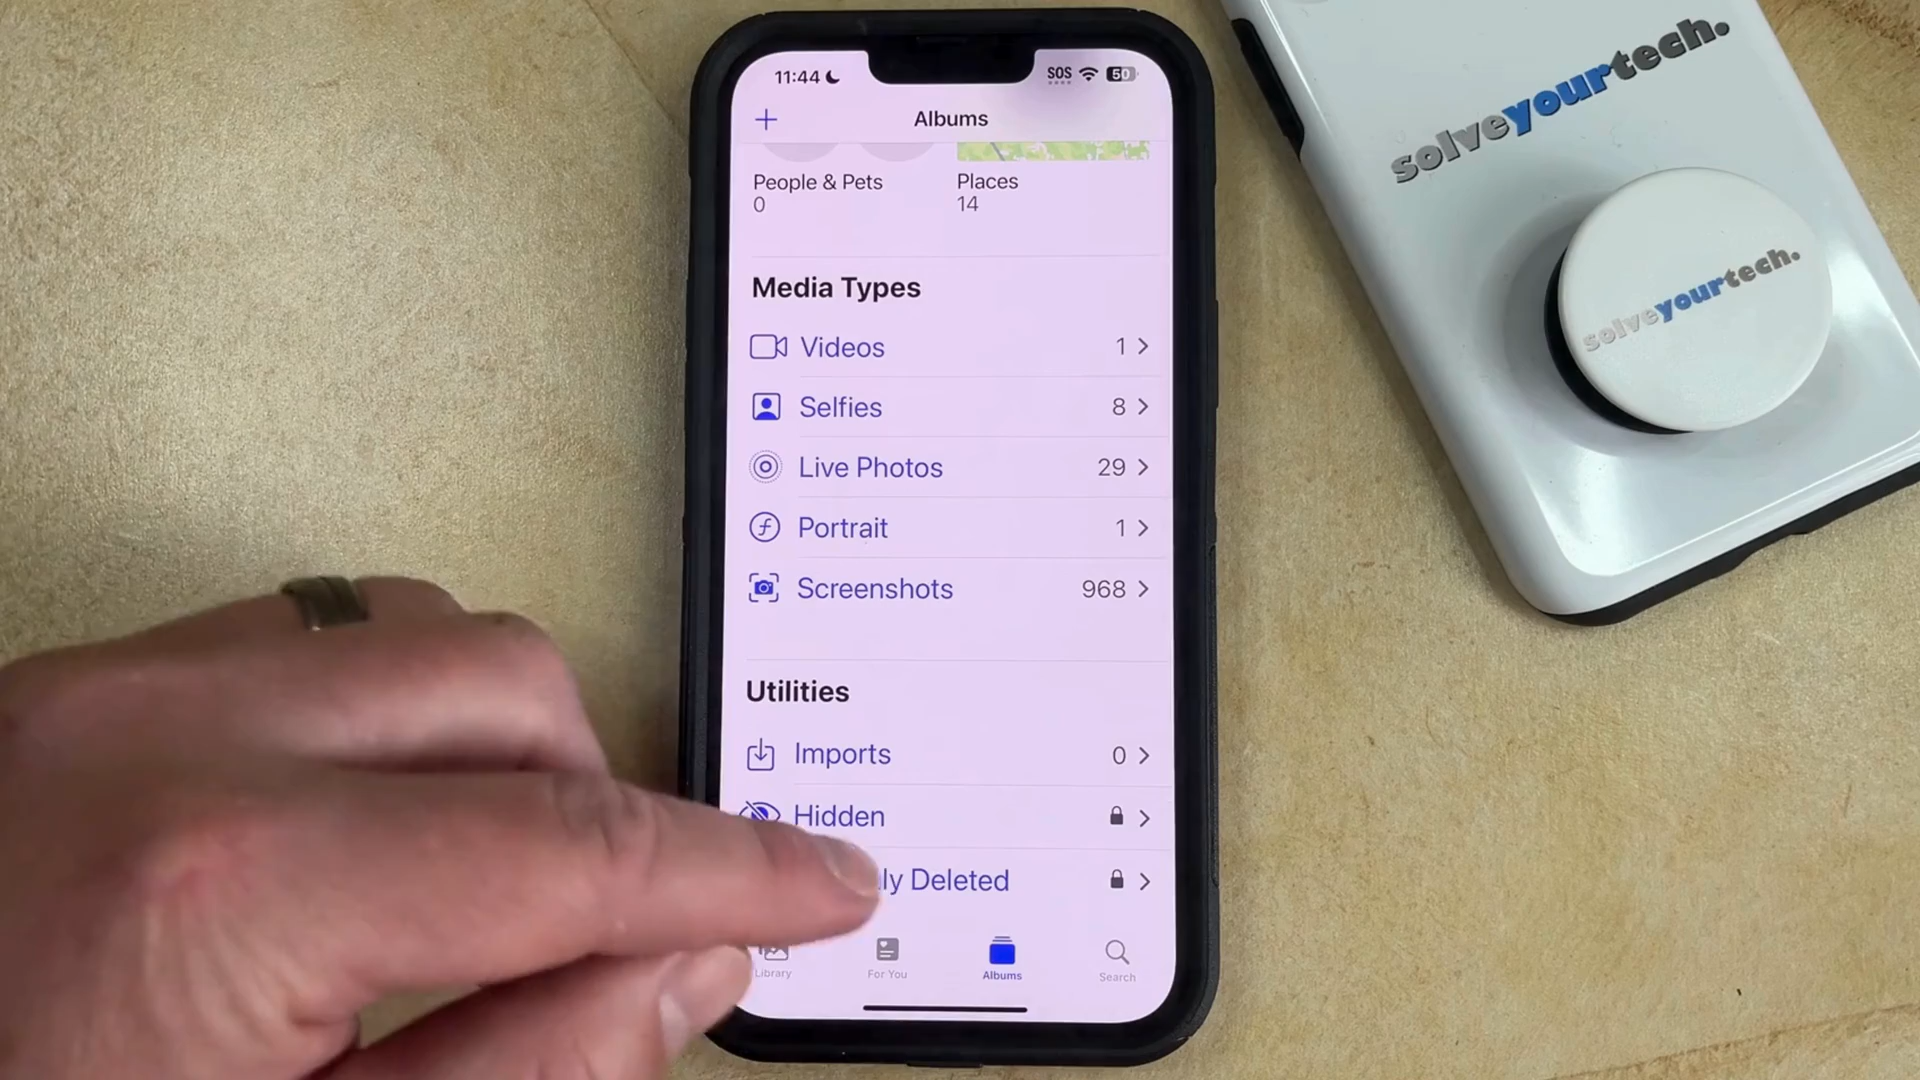 11:44
SOS
50
Albums
People & Pets
0
Places
14
Media Types
Videos 1
Selfies 8
Live Photos 29
Portrait 1
Screenshots 968
Utilities
Imports 0
Hidden
ly Deleted
Library
For You
Albums
Search
solveyourtech.
solveyourtech.